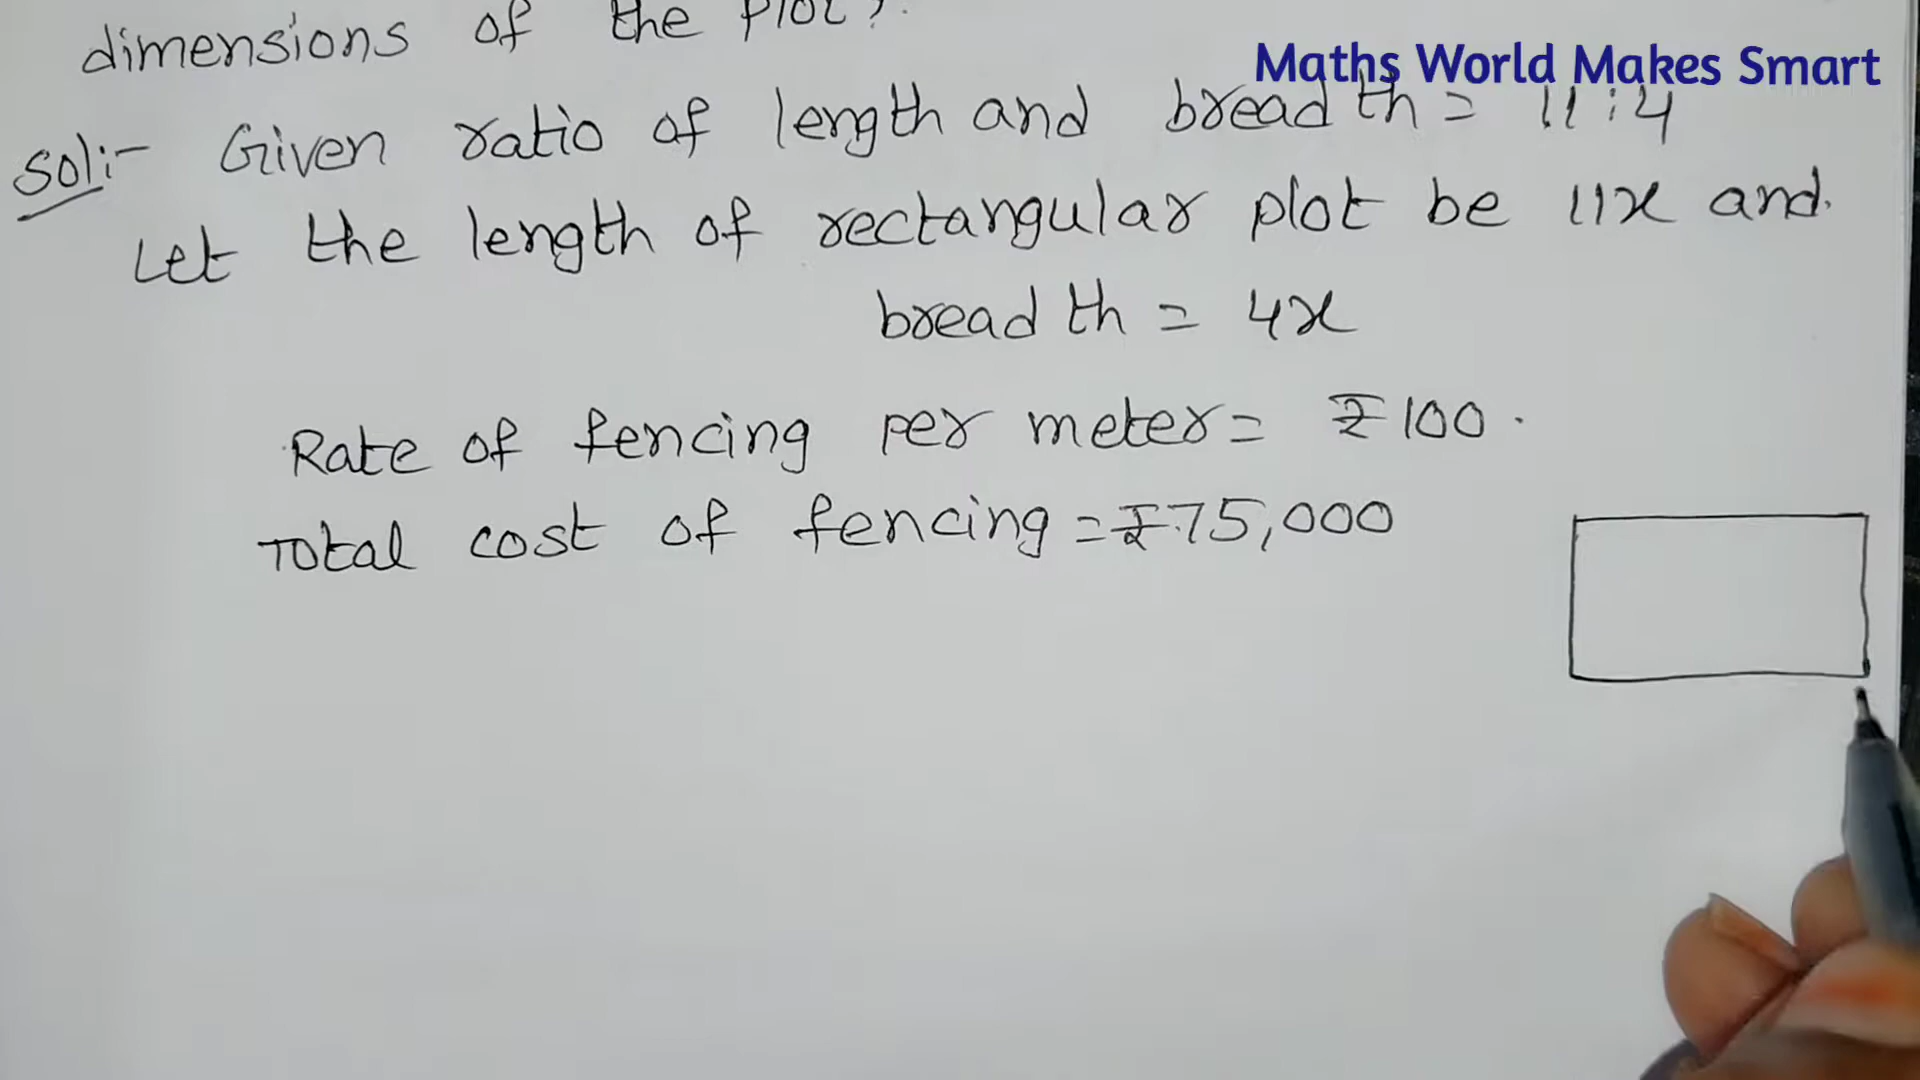 dimensions of the plot?.
Maths World Makes Smart
Sol:- Given ratio of length and breadth = 11:4
Let the length of rectangular plot be 11x and.
breadth = 4x
Rate of fencing per meter = ₹100.
Total cost of fencing = ₹75,000